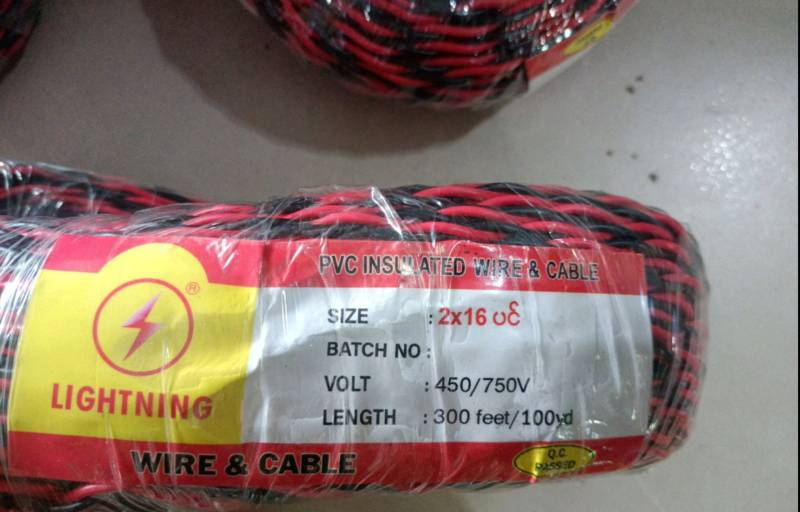 PVC INSULATED WIRE & CABLE
®
LIGHTNING
SIZE : 2x16 ပင်
BATCH NO :
VOLT : 450/750V
LENGTH : 300 feet/100yd
WIRE & CABLE
Q.C.
PASSED